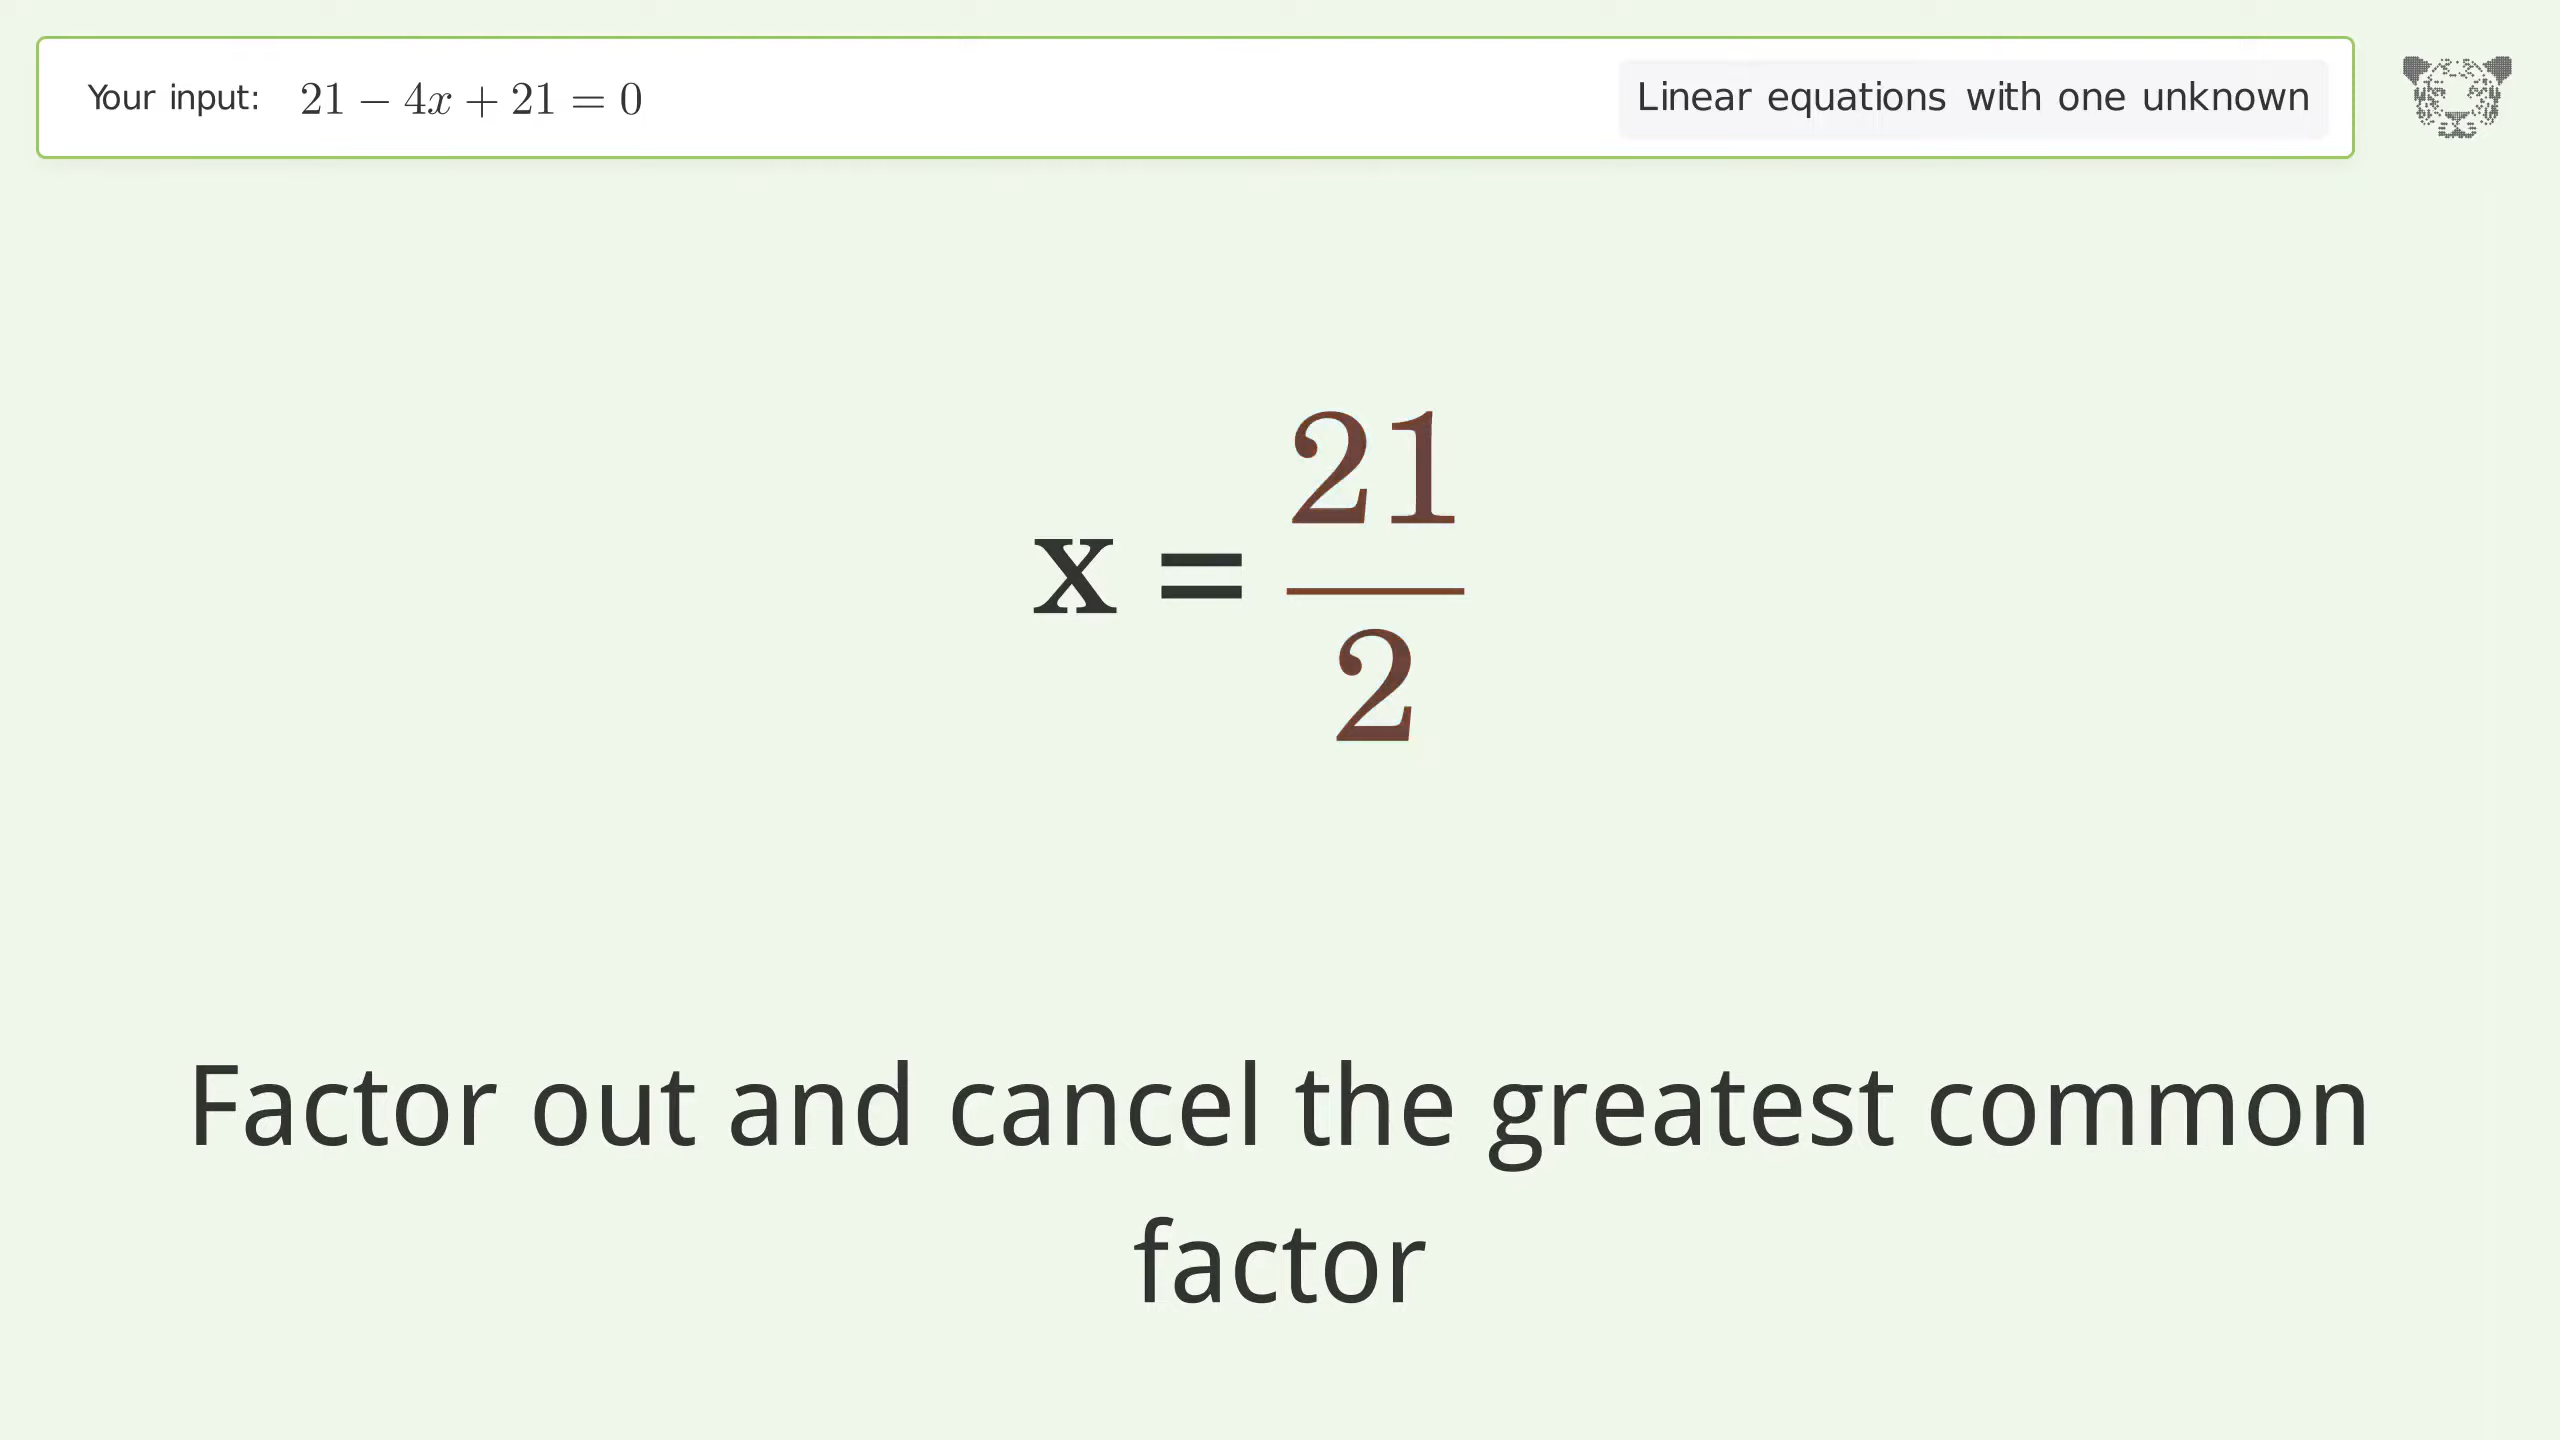 Your input: 21 − 4x + 21 = 0
Linear equations with one unknown
x = 21/2
Factor out and cancel the greatest common
factor